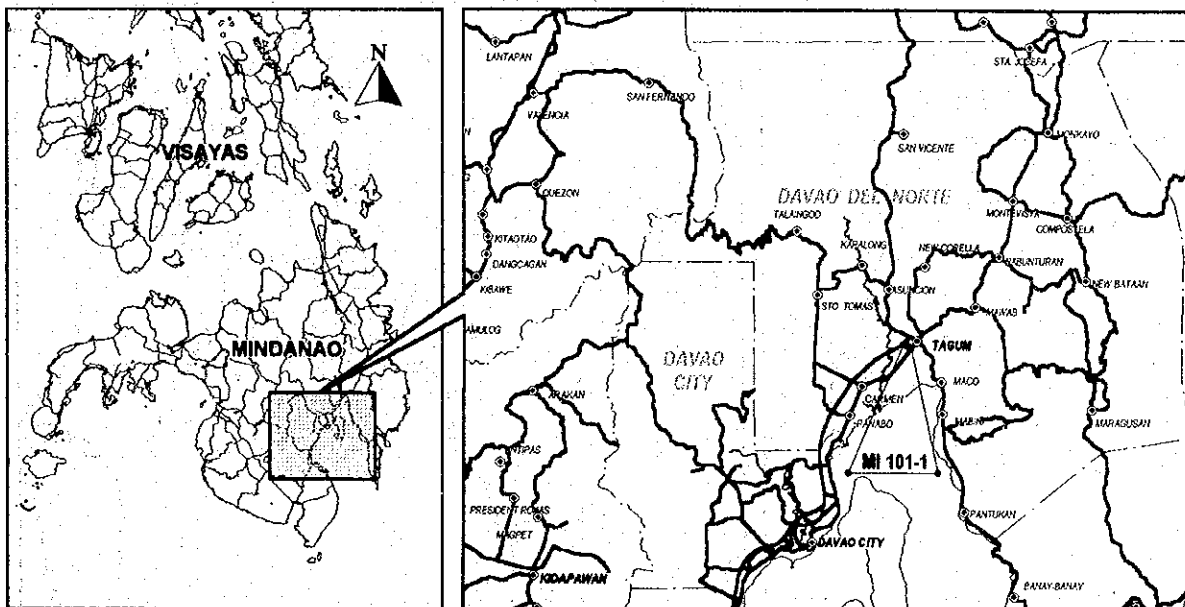 N
VISAYAS
MINDANAO
LANTAPAN
VALENCIA
SAN FERNANDO
STA. JOSEFA
MONKAYO
SAN VICENTE
QUEZON
DAVAO DEL NORTE
TALAINGOD
MONTEVISTA
COMPOSTELA
KITAOTAO
DANGCAGAN
KIBAWE
KAPALONG
NEW CORELLA
NABUNTURAN
NEW BATAAN
ASUNCION
STO TOMAS
MAWAB
AMULOG
TAGUM
DAVAO
CITY
MACO
ARAKAN
CARMEN
PANABO
MABINI
MARAGUSAN
MI 101-1
NTIPAS
PRESIDENT ROXAS
MAGPET
PANTUKAN
DAVAO CITY
KIDAPAWAN
BANAY-BANAY